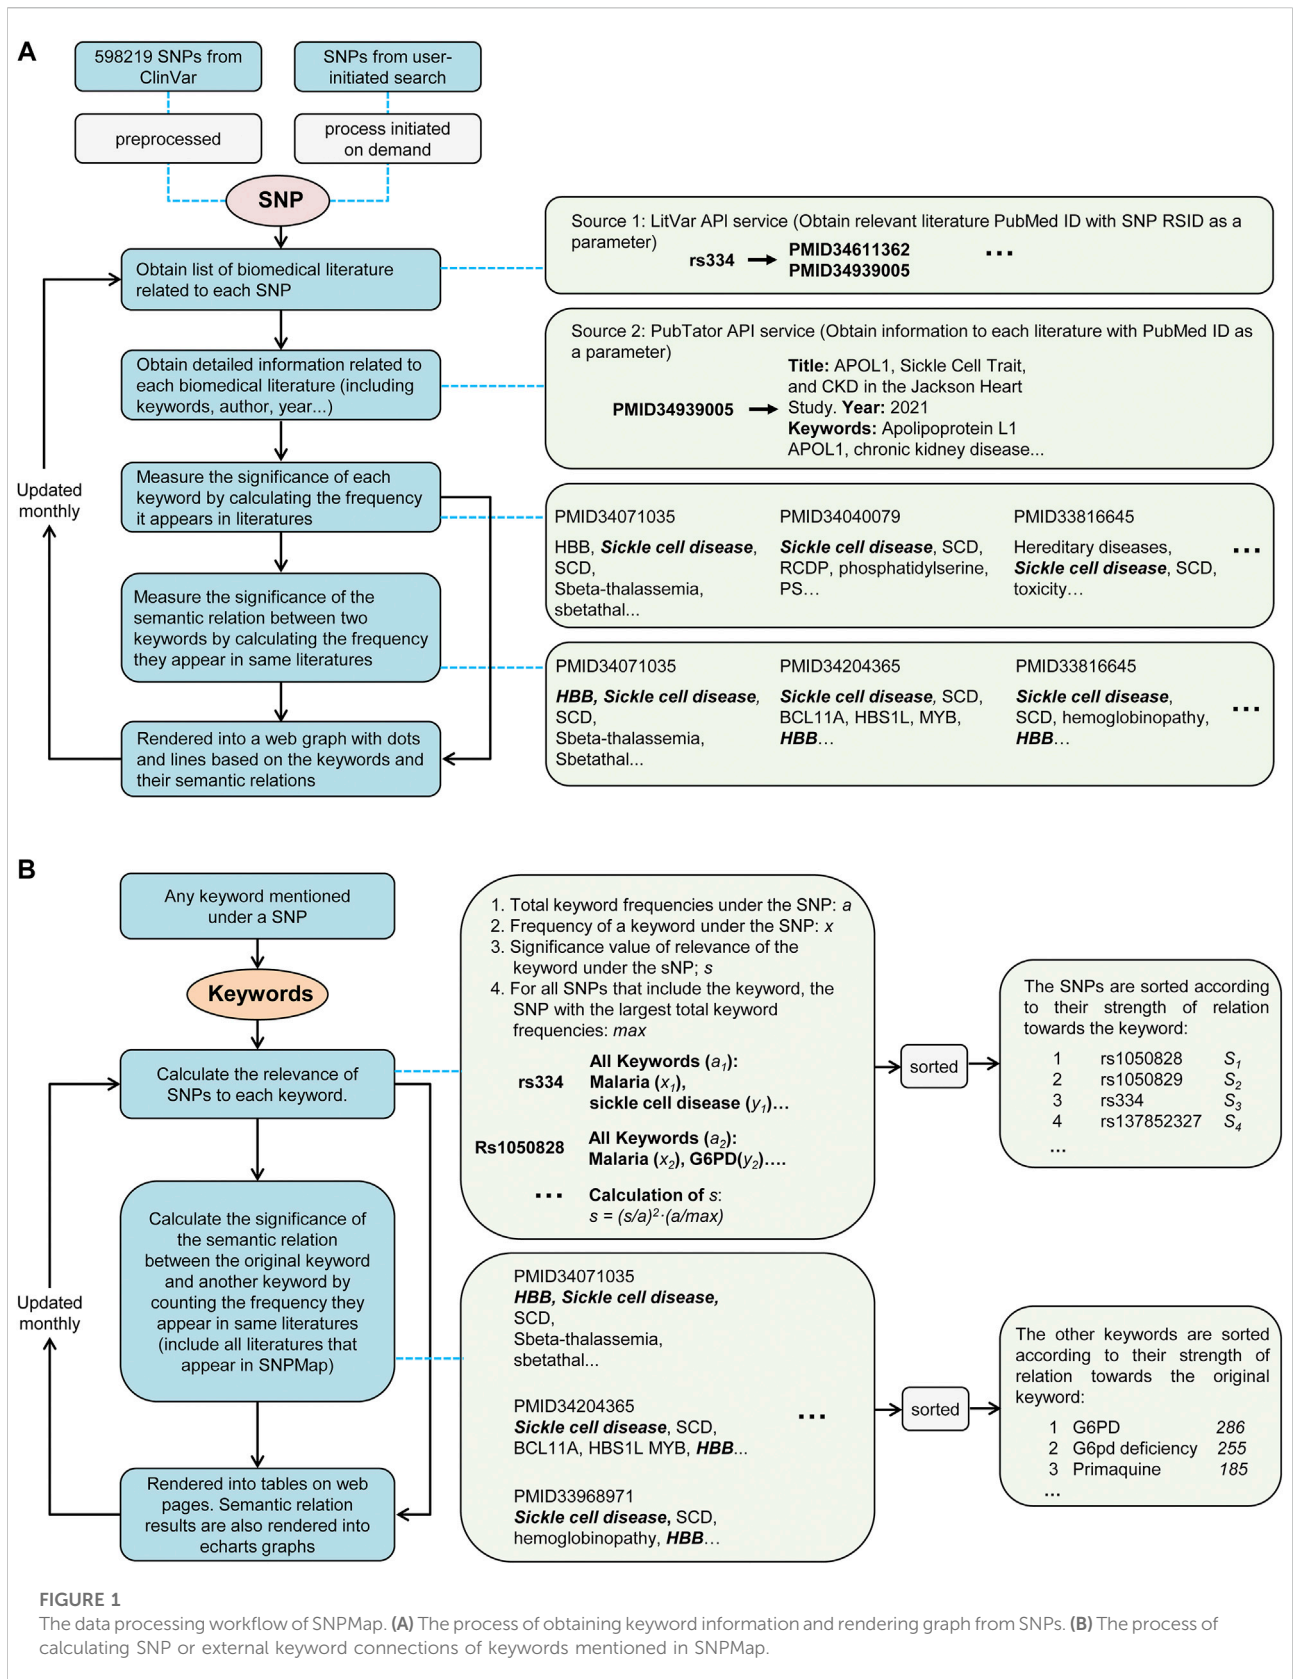 A
598219 SNPs from
ClinVar
SNPs from user-
initiated search
preprocessed
process initiated
on demand
SNP
Obtain list of biomedical literature
related to each SNP
Obtain detailed information related to
each biomedical literature (including
keywords, author, year...)
Measure the significance of each
keyword by calculating the frequency
it appears in literatures
Measure the significance of the
semantic relation between two
keywords by calculating the frequency
they appear in same literatures
Rendered into a web graph with dots
and lines based on the keywords and
their semantic relations
Updated
monthly
Source 1: LitVar API service (Obtain relevant literature PubMed ID with SNP RSID as a
parameter)
rs334
PMID34611362
PMID34939005
...
Source 2: PubTator API service (Obtain information to each literature with PubMed ID as
a parameter)
PMID34939005
Title: APOL1, Sickle Cell Trait,
and CKD in the Jackson Heart
Study. Year: 2021
Keywords: Apolipoprotein L1
APOL1, chronic kidney disease...
PMID34071035
HBB, Sickle cell disease,
SCD,
Sbeta-thalassemia,
sbetathal...
PMID34040079
Sickle cell disease, SCD,
RCDP, phosphatidylserine,
PS...
PMID33816645
Hereditary diseases,
Sickle cell disease, SCD,
toxicity...
...
PMID34071035
HBB, Sickle cell disease,
SCD,
Sbeta-thalassemia,
Sbetathal...
PMID34204365
Sickle cell disease, SCD,
BCL11A, HBS1L, MYB,
HBB...
PMID33816645
Sickle cell disease,
SCD, hemoglobinopathy,
HBB...
...
B
Any keyword mentioned
under a SNP
Keywords
Calculate the relevance of
SNPs to each keyword.
Calculate the significance of
the semantic relation
between the original keyword
and another keyword by
counting the frequency they
appear in same literatures
(include all literatures that
appear in SNPMap)
Rendered into tables on web
pages. Semantic relation
results are also rendered into
echarts graphs
Updated
monthly
1. Total keyword frequencies under the SNP: a
2. Frequency of a keyword under the SNP: x
3. Significance value of relevance of the
keyword under the sNP; s
4. For all SNPs that include the keyword, the
SNP with the largest total keyword
frequencies: max
rs334
All Keywords (a1):
Malaria (x1),
sickle cell disease (y1)...
Rs1050828
All Keywords (a2):
Malaria (x2), G6PD(y2)....
...
Calculation of s:
s = (s/a)²·(a/max)
sorted
The SNPs are sorted according
to their strength of relation
towards the keyword:
1 rs1050828 S1
2 rs1050829 S2
3 rs334 S3
4 rs137852327 S4
...
PMID34071035
HBB, Sickle cell disease,
SCD,
Sbeta-thalassemia,
sbetathal...
PMID34204365
Sickle cell disease, SCD,
BCL11A, HBS1L MYB, HBB...
PMID33968971
Sickle cell disease, SCD,
hemoglobinopathy, HBB...
...
sorted
The other keywords are sorted
according to their strength of
relation towards the original
keyword:
1 G6PD 286
2 G6pd deficiency 255
3 Primaquine 185
...
FIGURE 1
The data processing workflow of SNPMap. (A) The process of obtaining keyword information and rendering graph from SNPs. (B) The process of
calculating SNP or external keyword connections of keywords mentioned in SNPMap.